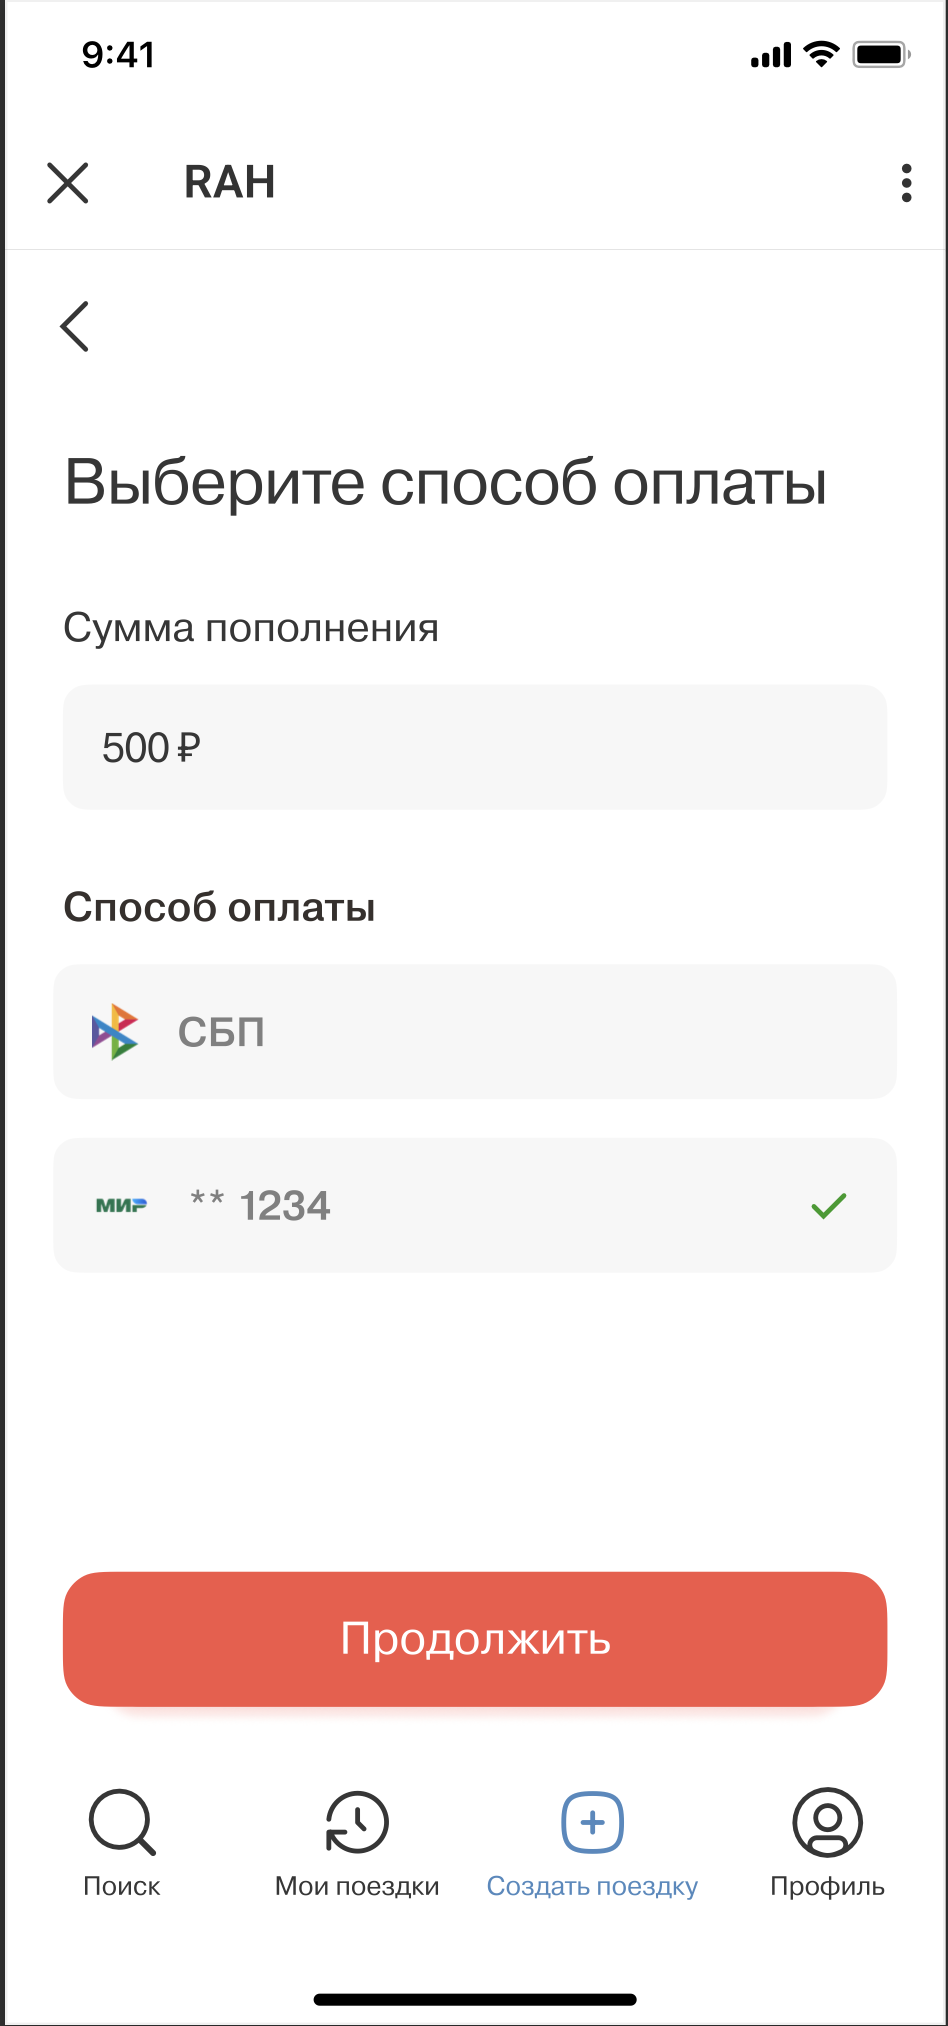 9:41
RAH
Выберите способ оплаты
Сумма пополнения
500 ₽
Способ оплаты
СБП
МИР ** 1234
Продолжить
Поиск Мои поездки Создать поездку Профиль